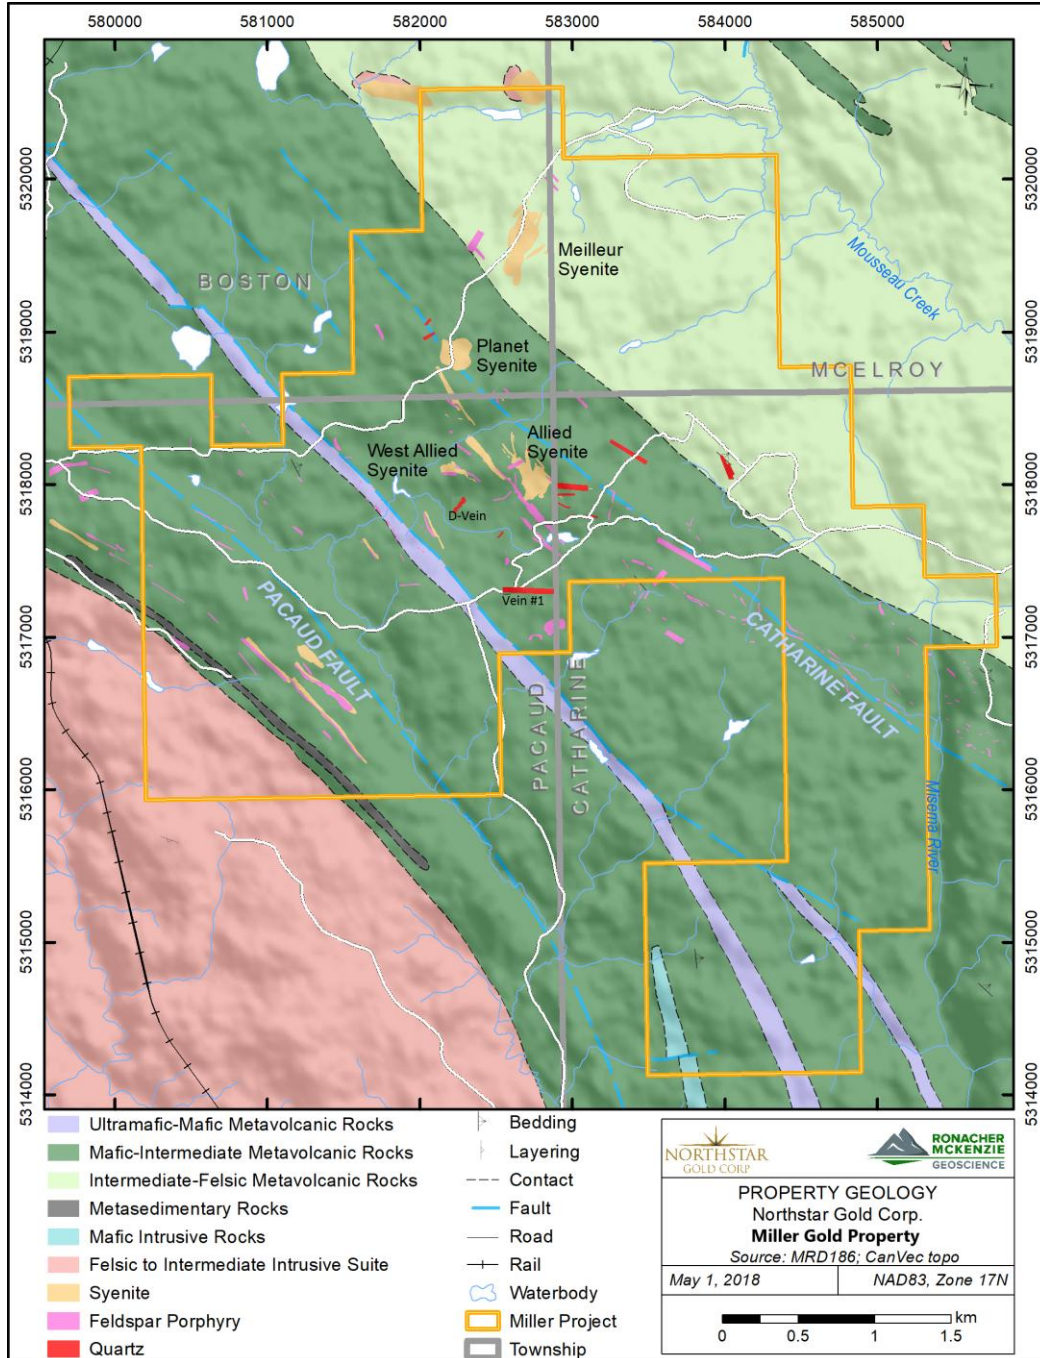 580000 581000 582000 583000 584000 585000
W E
S
5320000
5320000
Mousseau Creek
Meilleur
Syenite
BOSTON
5319000
5319000
Planet
Syenite
MCELROY
West Allied
Syenite
Allied
Syenite
5318000
5318000
D-Vein
Vein #1
PACAUD FAULT
CATHARINE FAULT
5317000
5317000
PACAUD
CATHARINE
5316000
5316000
Misema River
5315000
5315000
5314000
5314000
Ultramafic-Mafic Metavolcanic Rocks
Mafic-Intermediate Metavolcanic Rocks
Intermediate-Felsic Metavolcanic Rocks
Metasedimentary Rocks
Mafic Intrusive Rocks
Felsic to Intermediate Intrusive Suite
Syenite
Feldspar Porphyry
Quartz
Bedding
Layering
Contact
Fault
Road
Rail
Waterbody
Miller Project
Township
NORTHSTAR
GOLD CORP
RONACHER
MCKENZIE
GEOSCIENCE
PROPERTY GEOLOGY
Northstar Gold Corp.
Miller Gold Property
Source: MRD186; CanVec topo
May 1, 2018 NAD83, Zone 17N
km
0 0.5 1 1.5